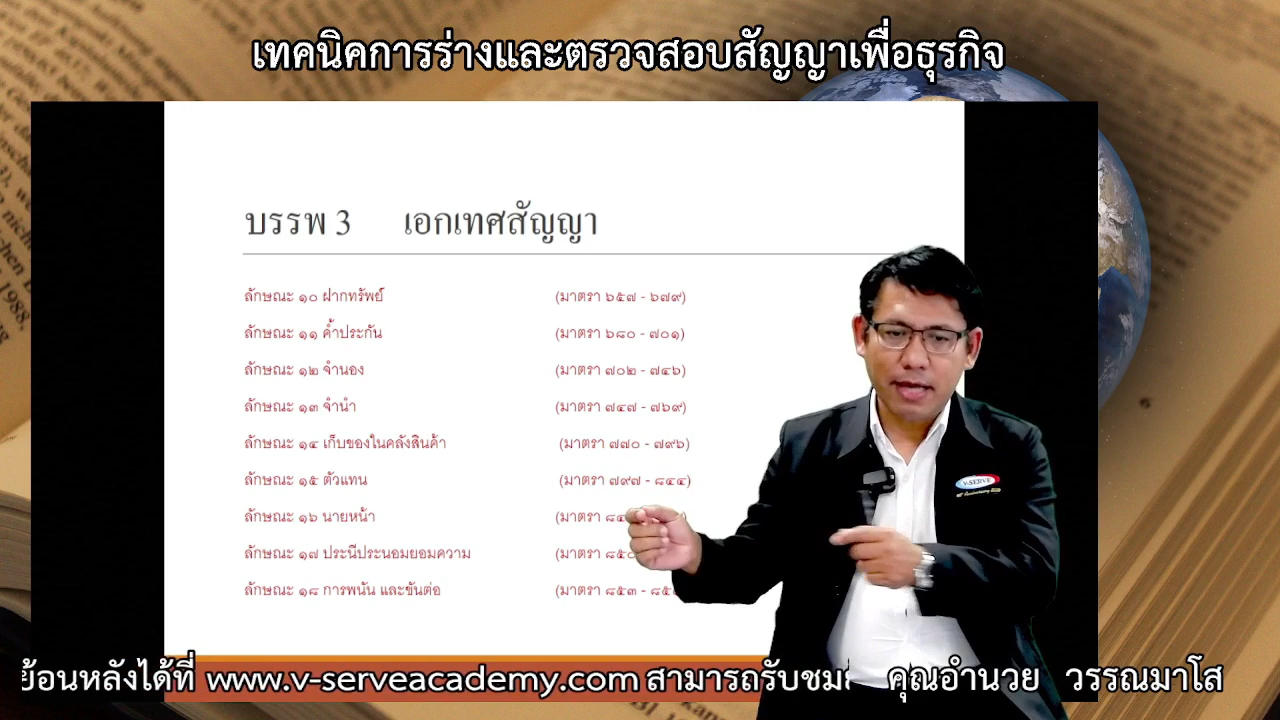 เทคนิคการร่างและตรวจสอบสัญญาเพื่อธุรกิจ
บรรพ 3 เอกเทศสัญญา
ลักษณะ ๑๐ ฝากทรัพย์ (มาตรา ๖๕๗ - ๖๗๙)
ลักษณะ ๑๑ ค้ำประกัน (มาตรา ๖๘๐ - ๗๐๑)
ลักษณะ ๑๒ จำนอง (มาตรา ๗๐๒ - ๗๔๖)
ลักษณะ ๑๓ จำนำ (มาตรา ๗๔๗ - ๗๖๙)
ลักษณะ ๑๔ เก็บของในคลังสินค้า (มาตรา ๗๗๐ - ๗๙๖)
ลักษณะ ๑๕ ตัวแทน (มาตรา ๗๙๗ - ๘๔๔)
ลักษณะ ๑๖ นายหน้า (มาตรา
ลักษณะ ๑๗ ประนีประนอมยอมความ (มาตรา ๘๕๐
ลักษณะ ๑๘ การพนัน และขันต่อ (มาตรา ๘๕๓ -
V-SERVE
ย้อนหลังได้ที่ www.v-serveacademy.com สามารถรับชม
คุณอำนวย วรรณมาโส